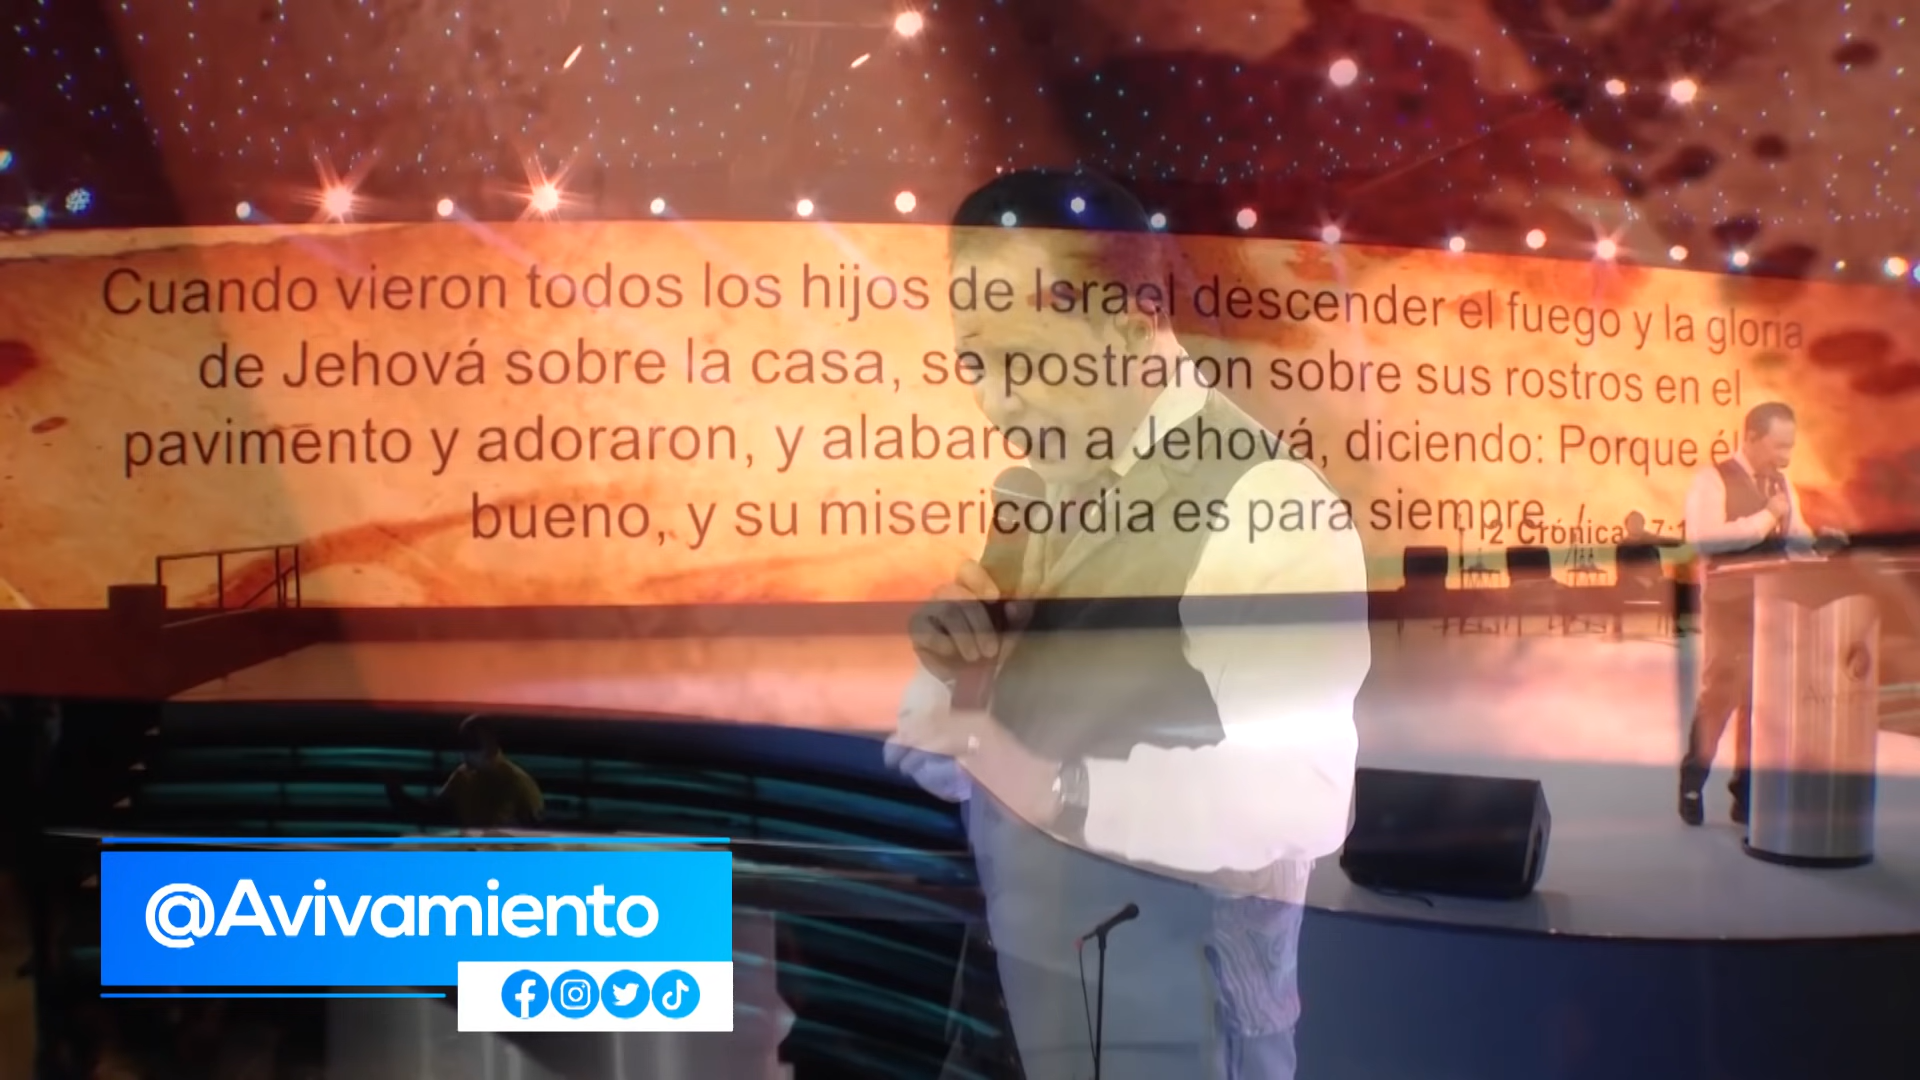 Cuando vieron todos los hijos de Israel descender el fuego y la gloria
de Jehová sobre la casa, se postraron sobre sus rostros en el
pavimento y adoraron, y alabaron a Jehová, diciendo: Porque él
bueno, y su misericordia es para siempre.
2 Crónica 7:1
@Avivamiento